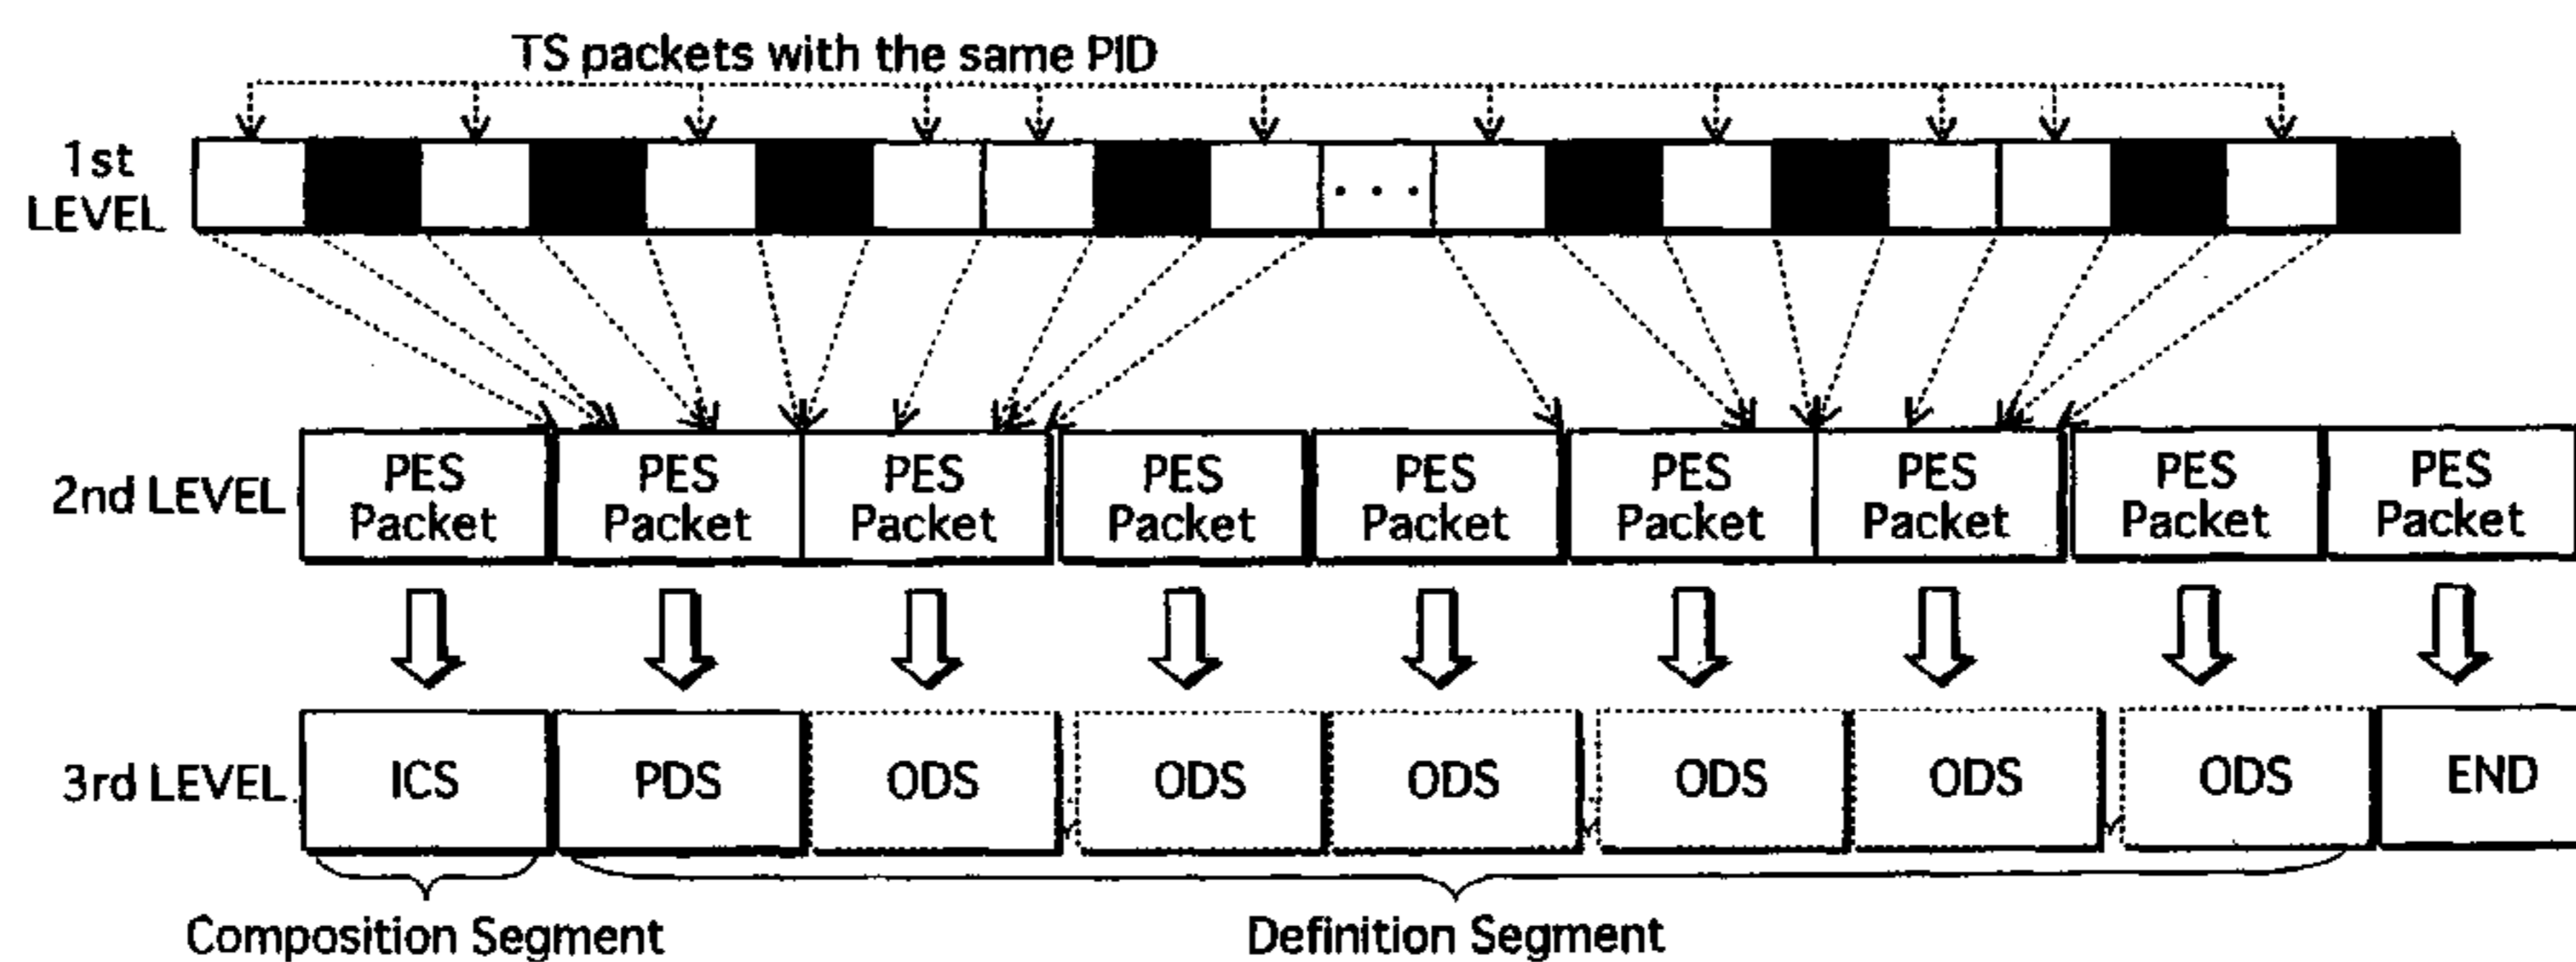 TS packets with the same PID
1st
LEVEL
. . .
2nd LEVEL
PES
Packet
PES
Packet
PES
Packet
PES
Packet
PES
Packet
PES
Packet
PES
Packet
PES
Packet
PES
Packet
3rd LEVEL
ICS
PDS
ODS
ODS
ODS
ODS
ODS
ODS
END
Composition Segment
Definition Segment